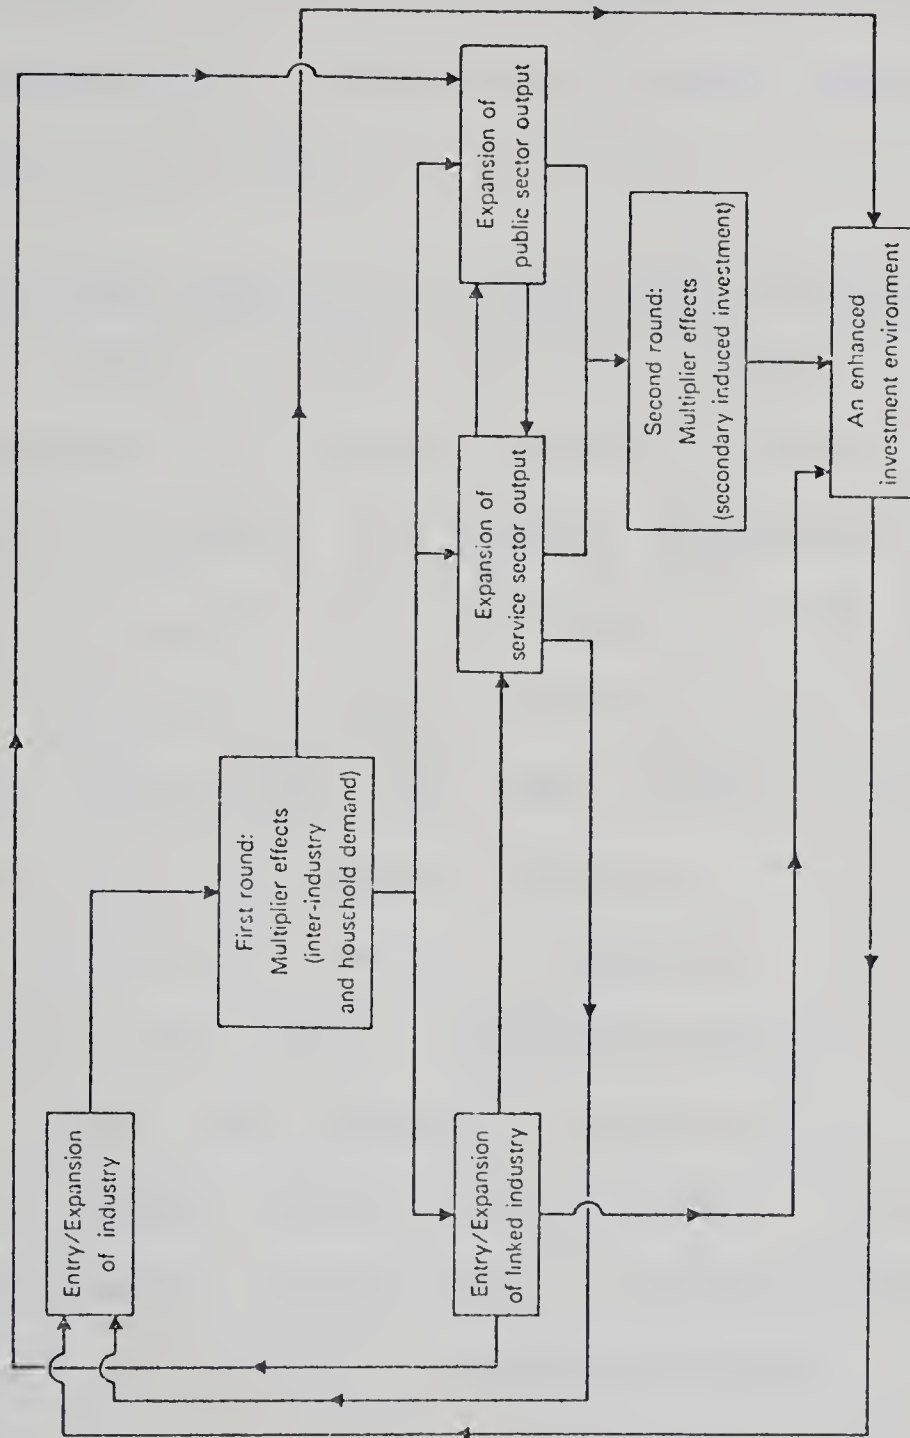 Entry/Expansion
of industry
First round:
Multiplier effects
(inter-industry
and household demand)
Entry/Expansion
of linked industry
Expansion of
service sector output
Expansion of
public sector output
Second round:
Multiplier effects
(secondary induced investment)
An enhanced
investment environment